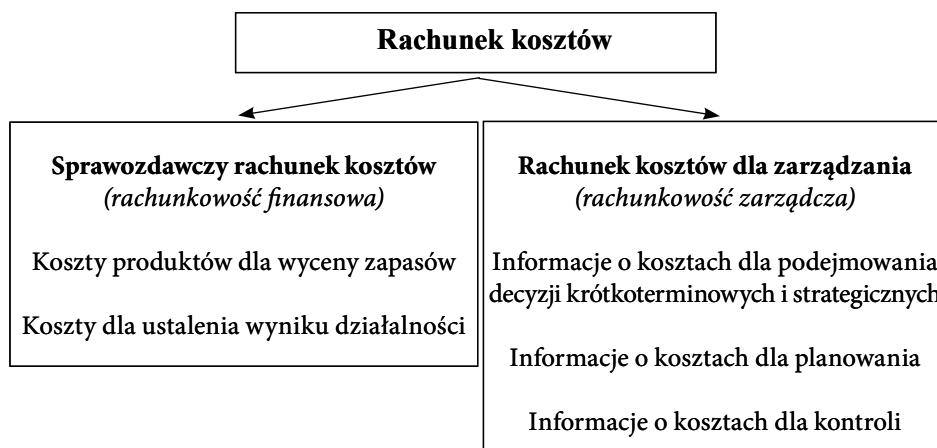 Rachunek kosztów
Sprawozdawczy rachunek kosztów
(rachunkowość finansowa)
Koszty produktów dla wyceny zapasów
Koszty dla ustalenia wyniku działalności
Rachunek kosztów dla zarządzania
(rachunkowość zarządcza)
Informacje o kosztach dla podejmowania
decyzji krótkoterminowych i strategicznych
Informacje o kosztach dla planowania
Informacje o kosztach dla kontroli